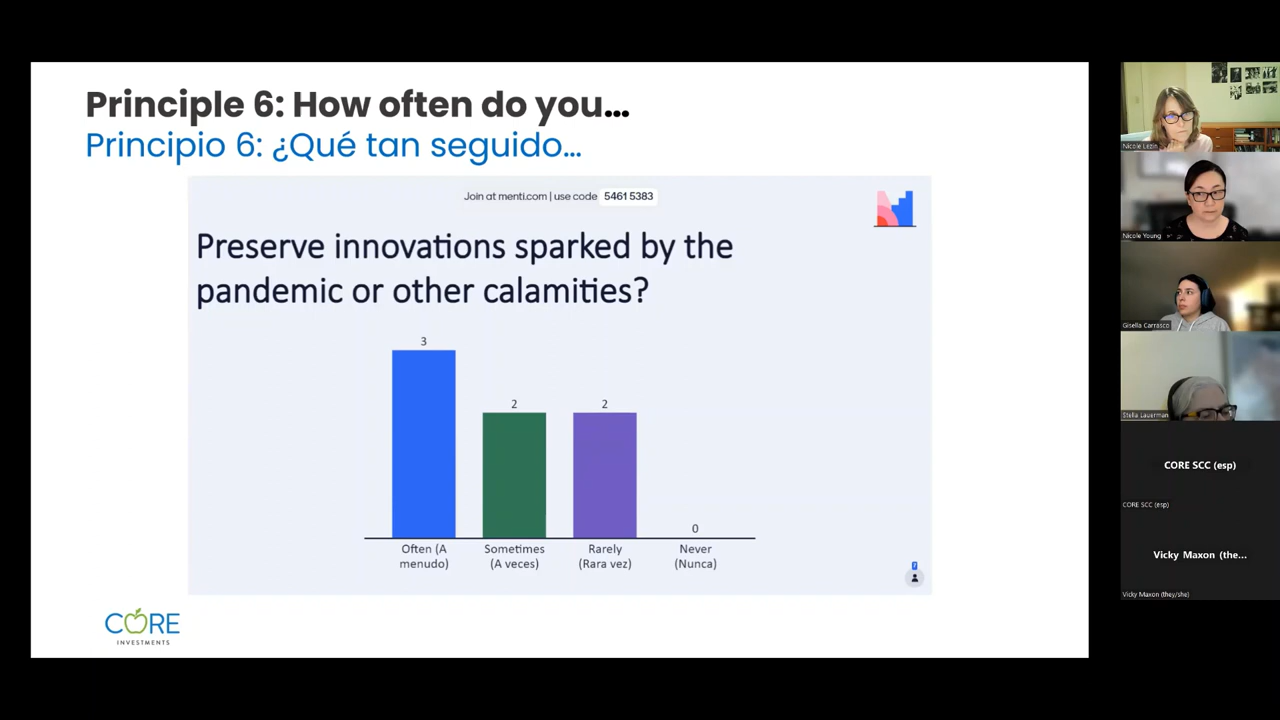 Principle 6: How often do you...
Principio 6: ¿Qué tan seguido...
Join at menti.com | use code 5461 5383
Preserve innovations sparked by the
pandemic or other calamities?
3
2
2
0
Often (A
menudo)
Sometimes
(A veces)
Rarely
(Rara vez)
Never
(Nunca)
7
CORE
INVESTMENTS
Nicole Lezin
Nicole Young
Gisella Carrasco
Stella Lauerman
CORE SCC (esp)
CORE SCC (esp)
Vicky Maxon (the...
Vicky Maxon (they/she)